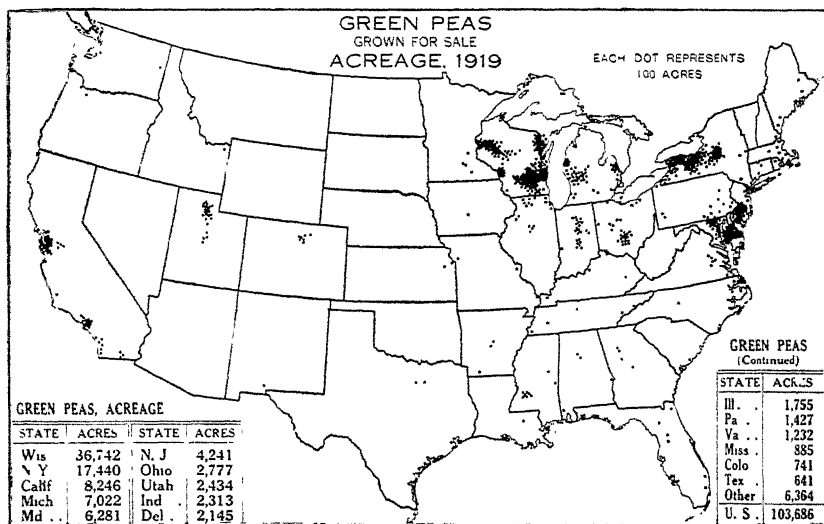 GREEN PEAS
GROWN FOR SALE
ACREAGE, 1919
EACH DOT REPRESENTS
100 ACRES
GREEN PEAS, ACREAGE
STATE ACRES STATE ACRES
Wis 36,742 N. J 4,241
N Y 17,440 Ohio 2,777
Calif 8,246 Utah 2,434
Mich 7,022 Ind . 2,313
Md . . 6,281 Del . 2,145
GREEN PEAS
(Continued)
STATE ACRES
Ill. . 1,755
Pa . . 1,427
Va . . 1,232
Miss . 885
Colo 741
Tex . 641
Other 6,364
U. S . 103,686